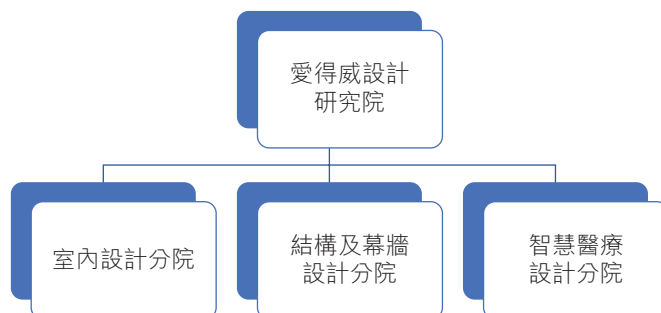 愛得威設計
研究院
室內設計分院
結構及幕牆
設計分院
智慧醫療
設計分院